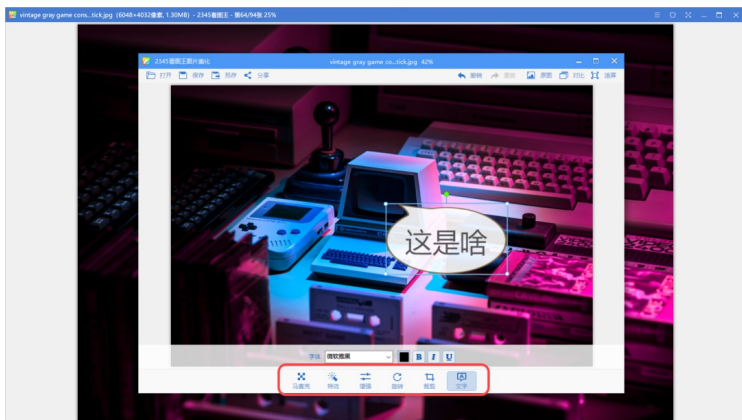 vintage gray game cons...tick.jpg (6048×4032像素, 1.30MB) - 2345看图王 - 第64/94张 25%
2345看图王图片美化
vintage gray game co...tick.jpg 42%
打开 保存 另存 分享
撤销 重做 原图 对比 满屏
这是啥
字体 微软雅黑 B I U
马赛克 特效 增强 旋转 裁剪 文字